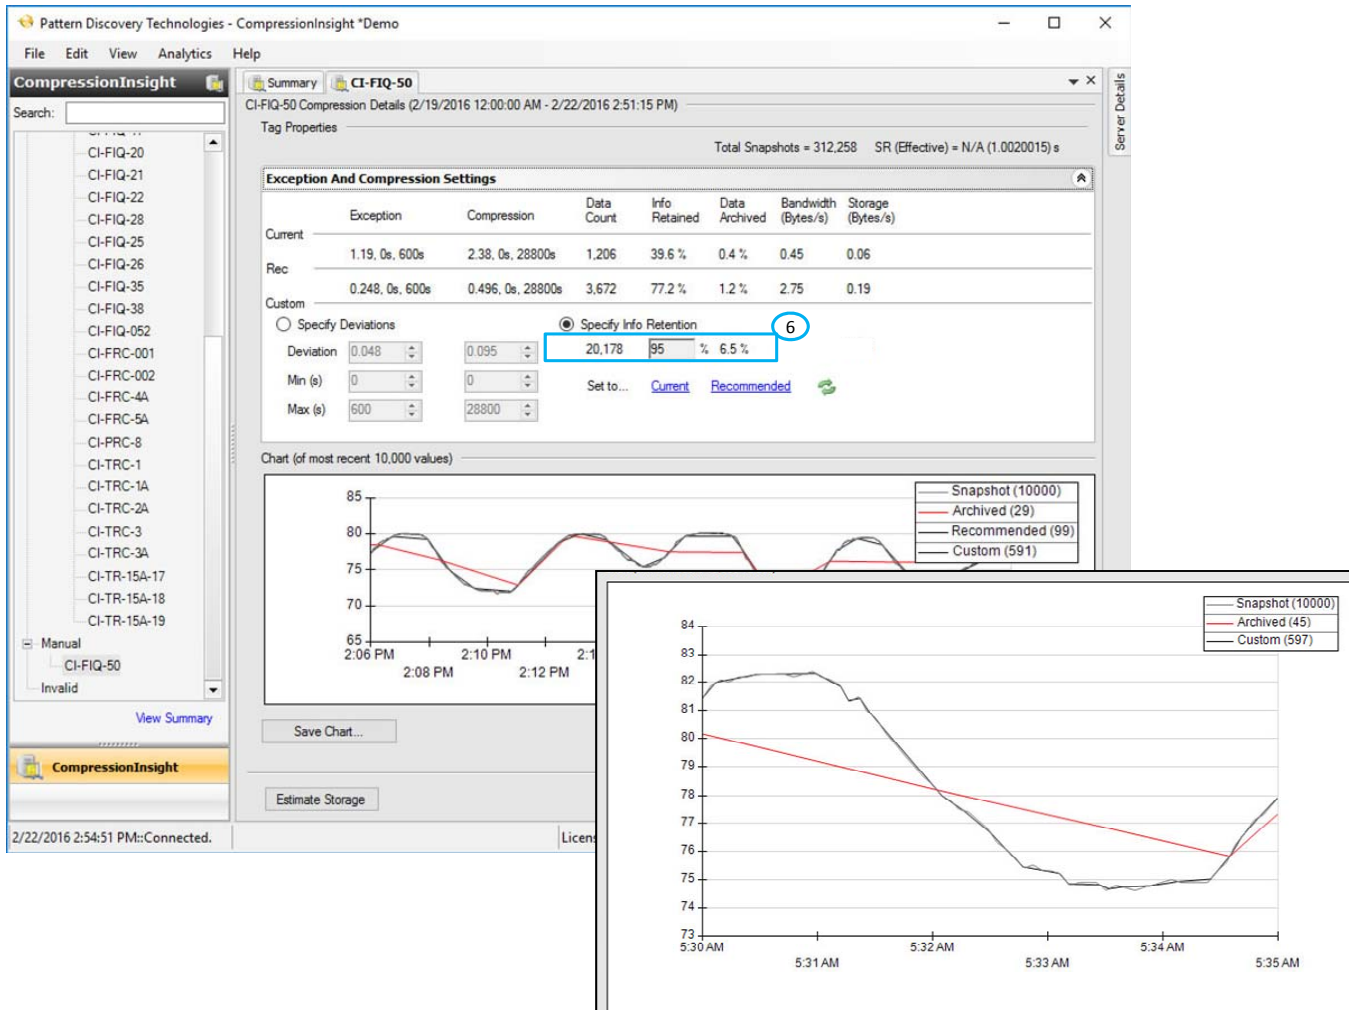 Pattern Discovery Technologies - CompressionInsight *Demo
File Edit View Analytics Help
CompressionInsight
Search:
CI-FIQ-20
CI-FIQ-21
CI-FIQ-22
CI-FIQ-28
CI-FIQ-25
CI-FIQ-26
CI-FIQ-35
CI-FIQ-38
CI-FIQ-052
CI-FRC-001
CI-FRC-002
CI-FRC-4A
CI-FRC-5A
CI-PRC-8
CI-TRC-1
CI-TRC-1A
CI-TRC-2A
CI-TRC-3
CI-TRC-3A
CI-TR-15A-17
CI-TR-15A-18
CI-TR-15A-19
Manual
CI-FIQ-50
Invalid
View Summary
CompressionInsight
2/22/2016 2:54:51 PM::Connected.
Summary CI-FIQ-50
Server Details
CI-FIQ-50 Compression Details (2/19/2016 12:00:00 AM - 2/22/2016 2:51:15 PM)
Tag Properties
Total Snapshots = 312,258 SR (Effective) = N/A (1.0020015) s
Exception And Compression Settings
Exception Compression Data Count Info Retained Data Archived Bandwidth (Bytes/s) Storage (Bytes/s)
Current
1.19, 0s, 600s 2.38, 0s, 28800s 1,206 39.6 % 0.4 % 0.45 0.06
Rec
0.248, 0s, 600s 0.496, 0s, 28800s 3,672 77.2 % 1.2 % 2.75 0.19
Custom
Specify Deviations Specify Info Retention 6
Deviation 0.048 0.095 20,178 95 % 6.5 %
Min (s) 0 0 Set to... Current Recommended
Max (s) 600 28800
Chart (of most recent 10,000 values)
85
80
75
70
65
2:06 PM 2:10 PM 2:1
2:08 PM 2:12 PM
Snapshot (10000)
Archived (29)
Recommended (99)
Custom (591)
Save Chart...
Estimate Storage
Licens
Snapshot (10000)
Archived (45)
Custom (597)
84
83
82
81
80
79
78
77
76
75
74
73
5:30 AM 5:32 AM 5:34 AM
5:31 AM 5:33 AM 5:35 AM